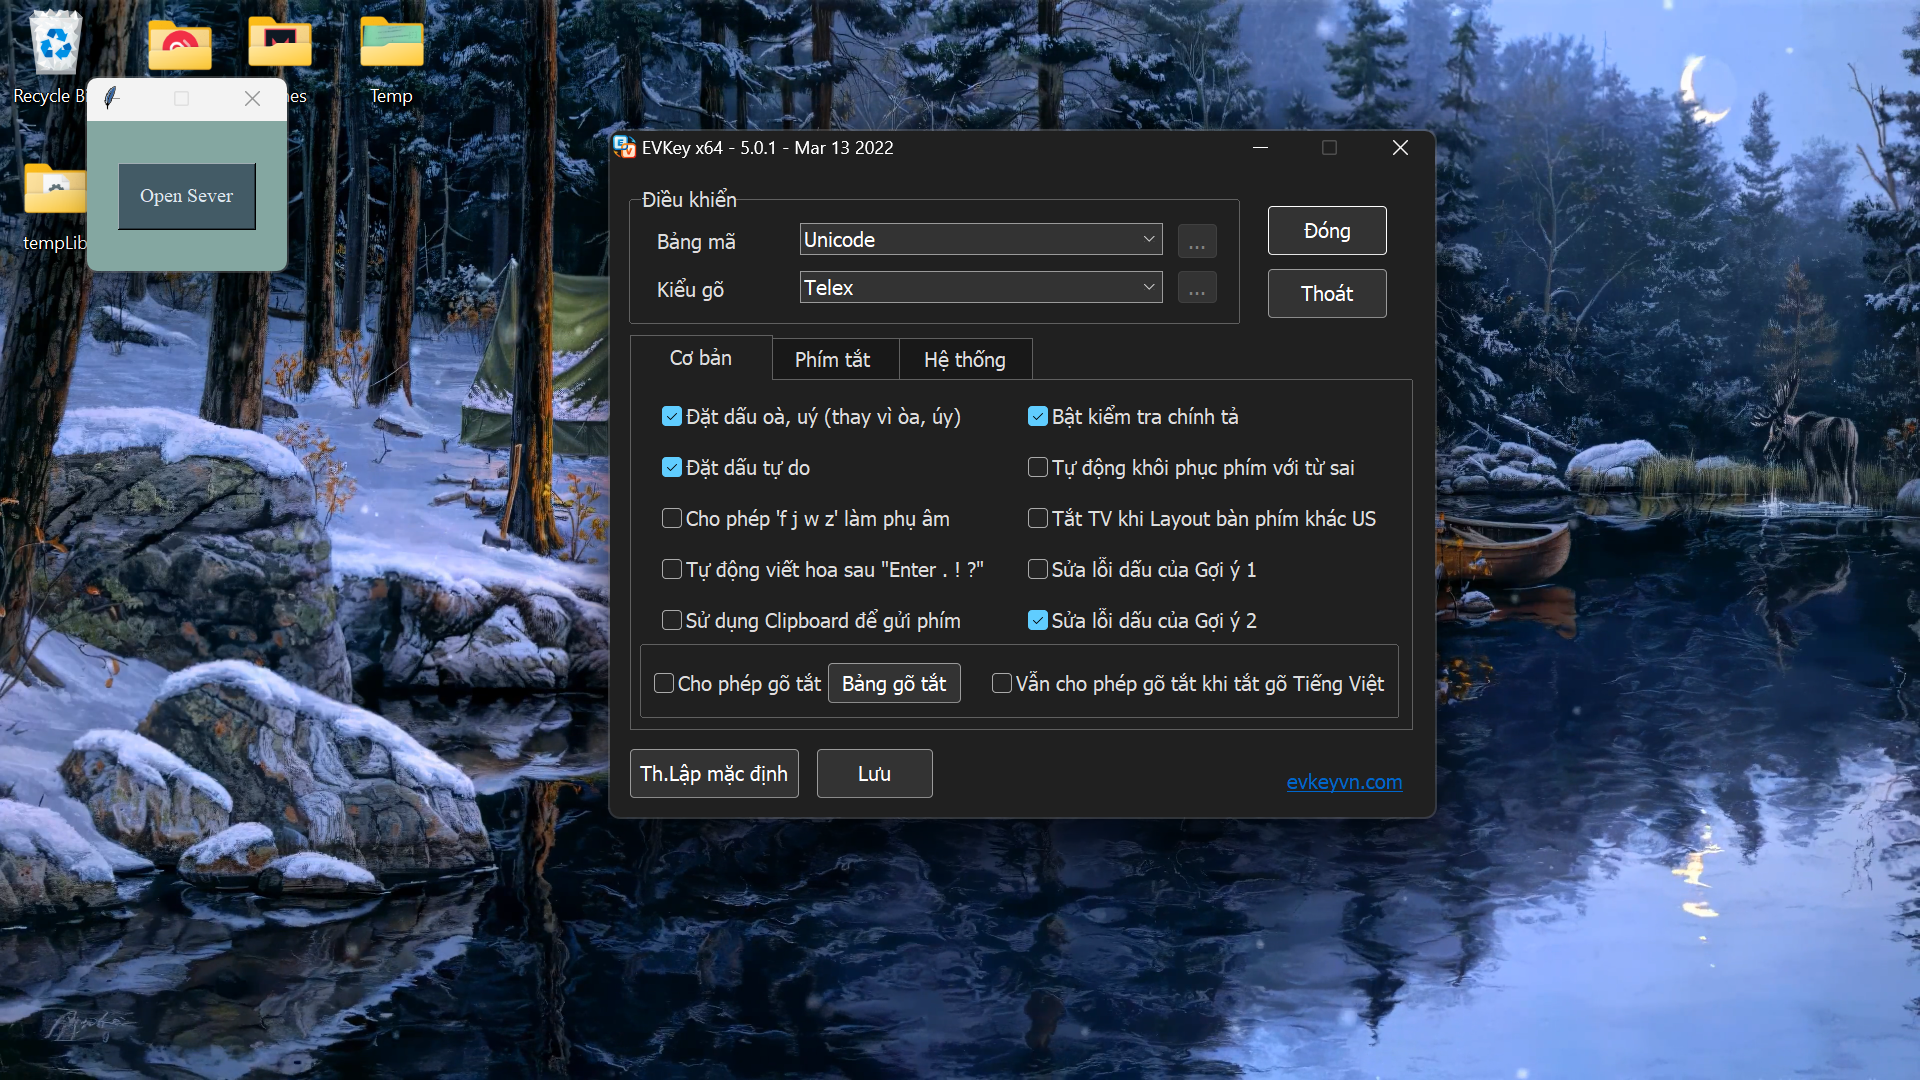 Recycle B
nes
Temp
tempLib
Open Sever
EVKey x64 - 5.0.1 - Mar 13 2022
Điều khiển
Bảng mã
Unicode
...
Kiểu gõ
Telex
...
Đóng
Thoát
Cơ bản
Phím tắt
Hệ thống
Đặt dấu oà, uý (thay vì òa, úy)
Bật kiểm tra chính tả
Đặt dấu tự do
Tự động khôi phục phím với từ sai
Cho phép 'f j w z' làm phụ âm
Tắt TV khi Layout bàn phím khác US
Tự động viết hoa sau "Enter . ! ?"
Sửa lỗi dấu của Gợi ý 1
Sử dụng Clipboard để gửi phím
Sửa lỗi dấu của Gợi ý 2
Cho phép gõ tắt
Bảng gõ tắt
Vẫn cho phép gõ tắt khi tắt gõ Tiếng Việt
Th.Lập mặc định
Lưu
evkeyvn.com